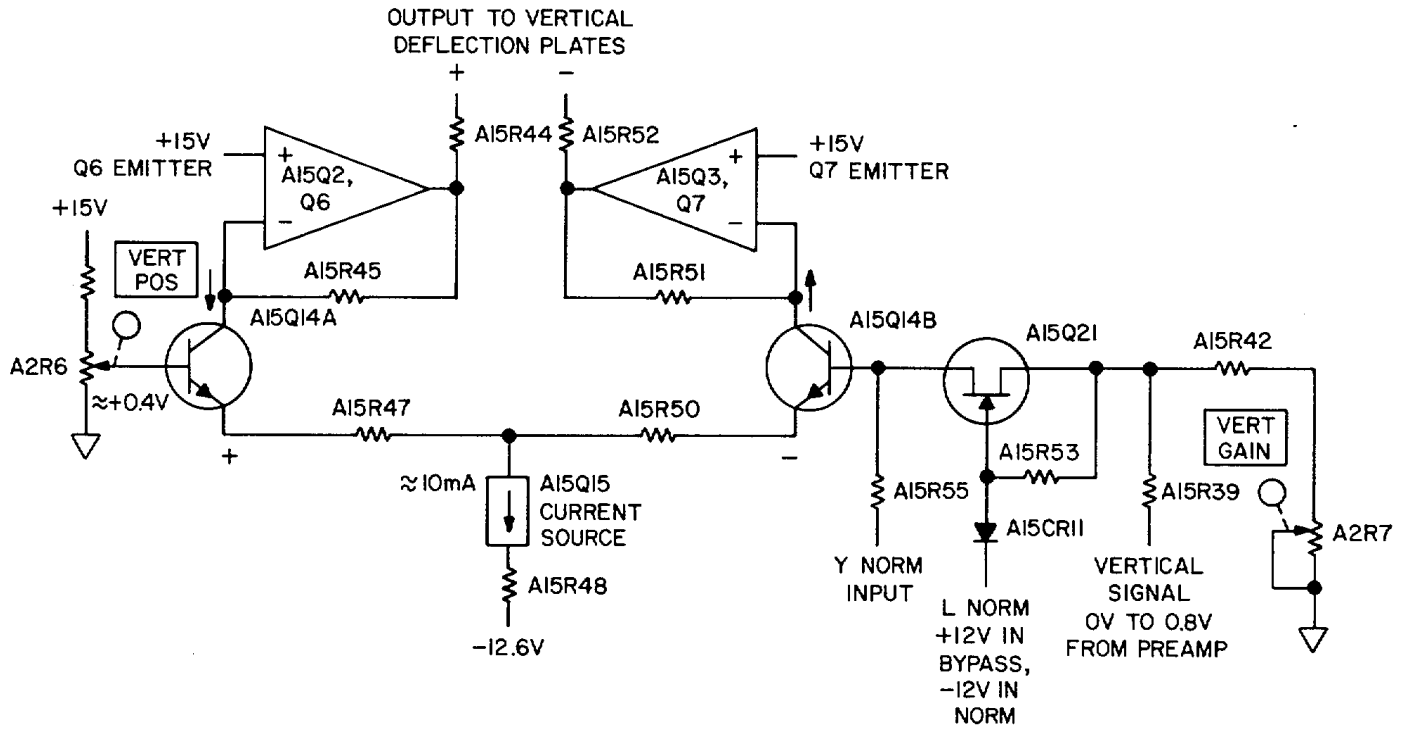 OUTPUT TO VERTICAL
DEFLECTION PLATES
+
−
A15R44
A15R52
+15V
Q6 EMITTER
+
A15Q2,
Q6
−
A15Q3,
Q7
+
−
+15V
Q7 EMITTER
+15V
VERT
POS
A15R45
A15R51
A15Q14A
A15Q14B
A15Q21
A15R42
A2R6
≈+0.4V
A15R47
A15R50
+
−
A15R53
VERT
GAIN
≈10mA
A15Q15
CURRENT
SOURCE
A15R55
A15R39
A15CR11
A2R7
A15R48
−12.6V
Y NORM
INPUT
L NORM
+12V IN
BYPASS,
−12V IN
NORM
VERTICAL
SIGNAL
0V TO 0.8V
FROM PREAMP